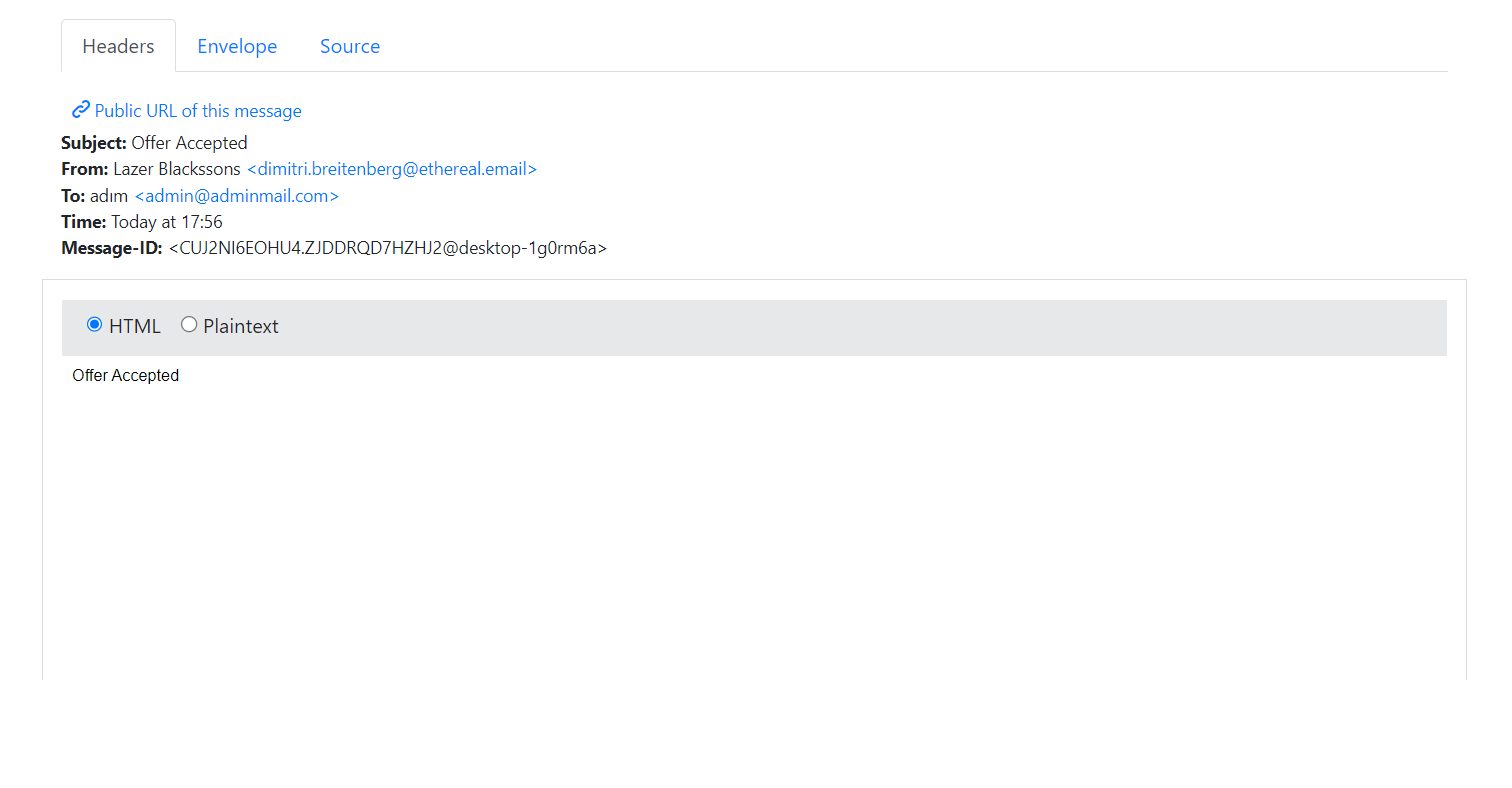 Headers Envelope Source
Public URL of this message
Subject: Offer Accepted
From: Lazer Blackssons <dimitri.breitenberg@ethereal.email>
To: adım <admin@adminmail.com>
Time: Today at 17:56
Message-ID: <CUJ2NI6EOHU4.ZJDDRQD7HZHJ2@desktop-1g0rm6a>
HTML Plaintext
Offer Accepted